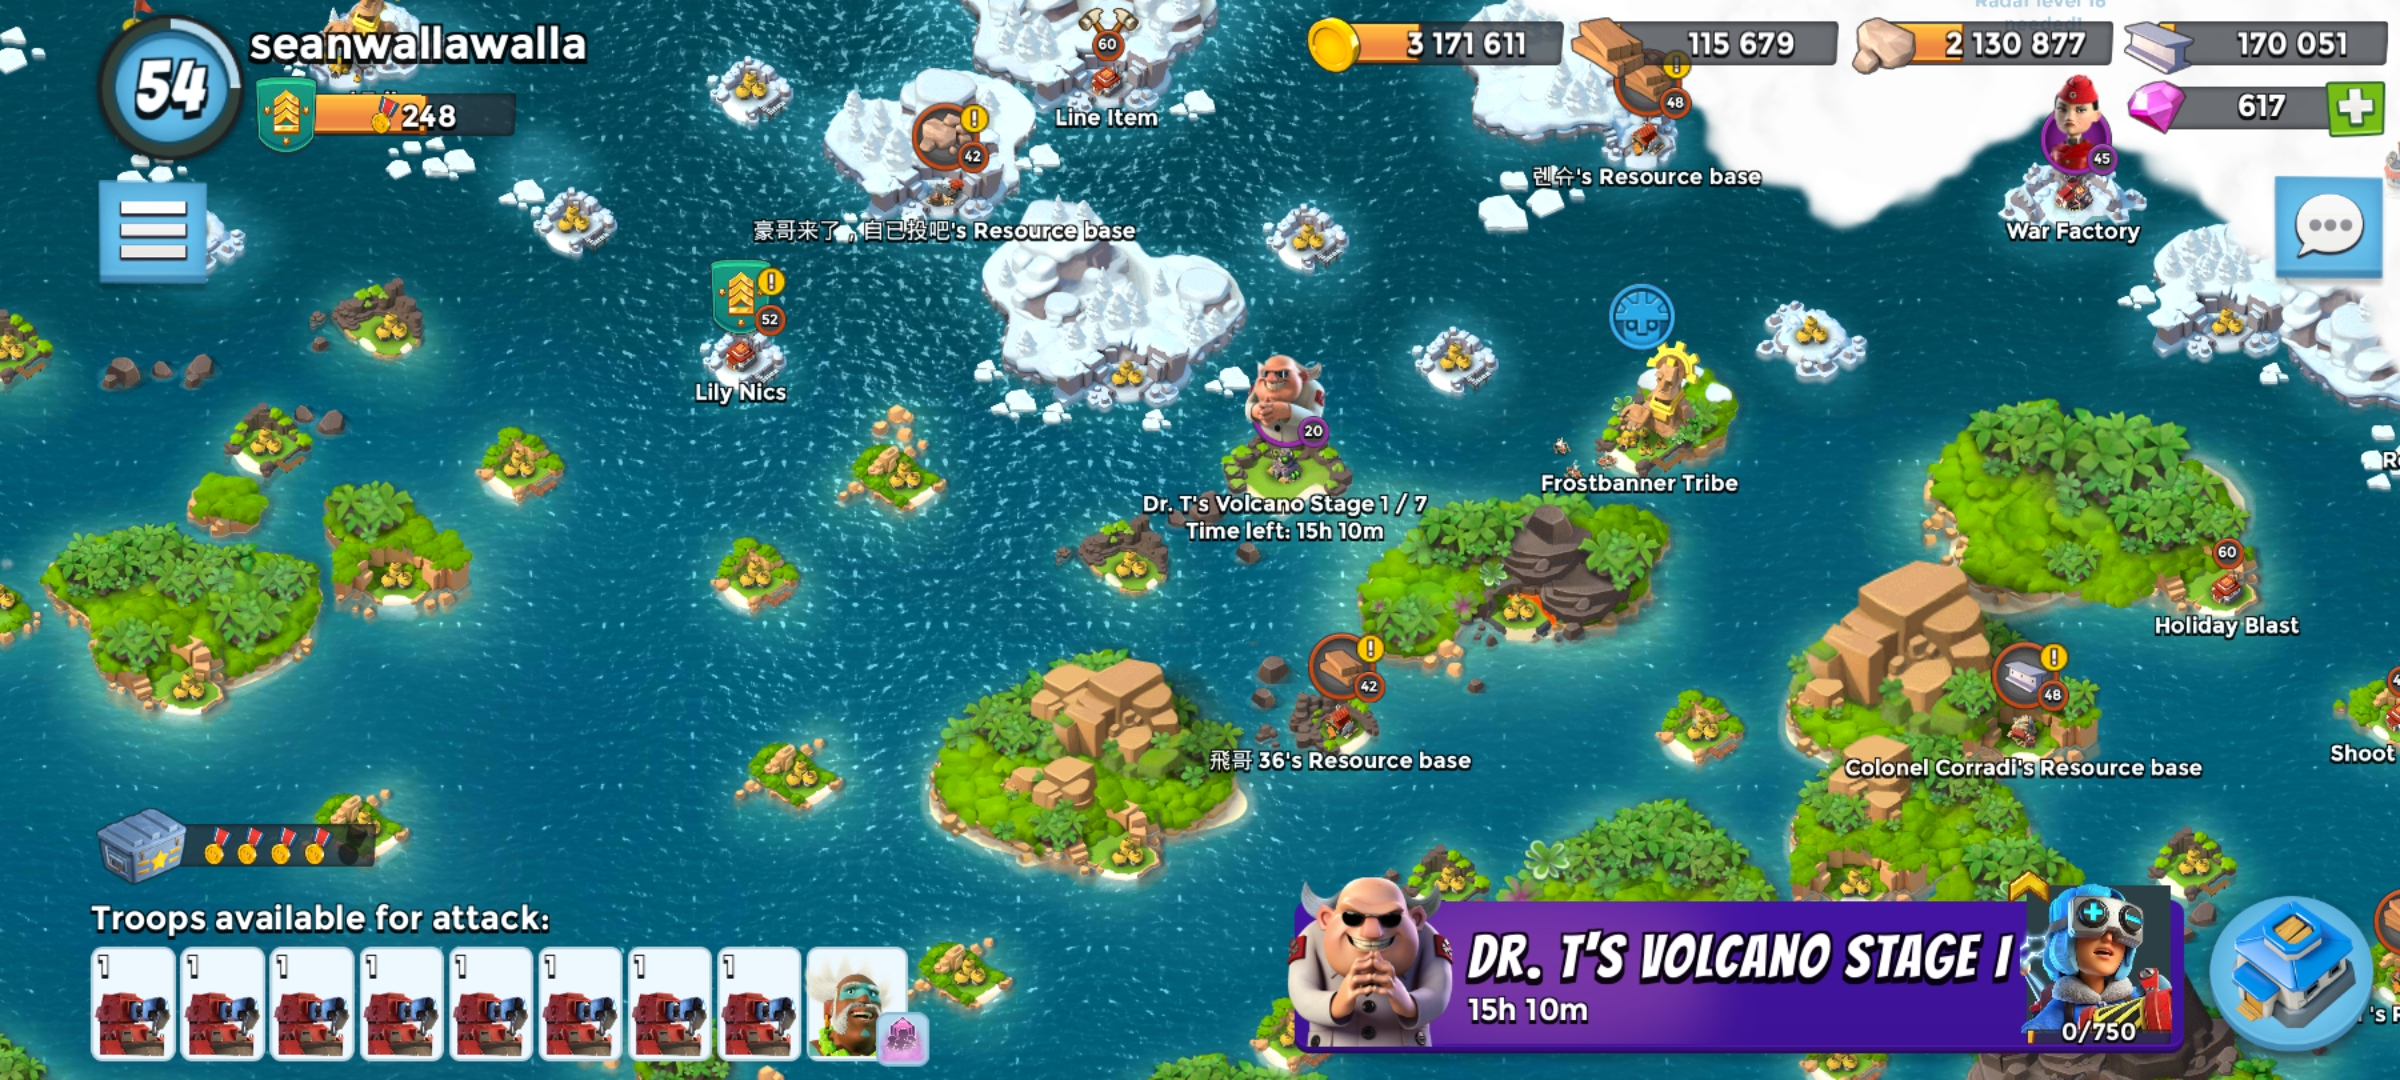 Radar level 18
needed!
54
seanwallawalla
248
3 171 611
115 679
2 130 877
170 051
617
60
Line Item
42
豪哥来了，自已投吧's Resource base
48
렌슈's Resource base
45
War Factory
52
Lily Nics
20
Dr. T's Volcano Stage 1 / 7
Time left: 15h 10m
Frostbanner Tribe
60
Holiday Blast
42
飛哥 36's Resource base
48
Colonel Corradi's Resource base
Shoot
Troops available for attack:
1
1
1
1
1
1
1
1
DR. T'S VOLCANO STAGE I
15h 10m
0/750
's R